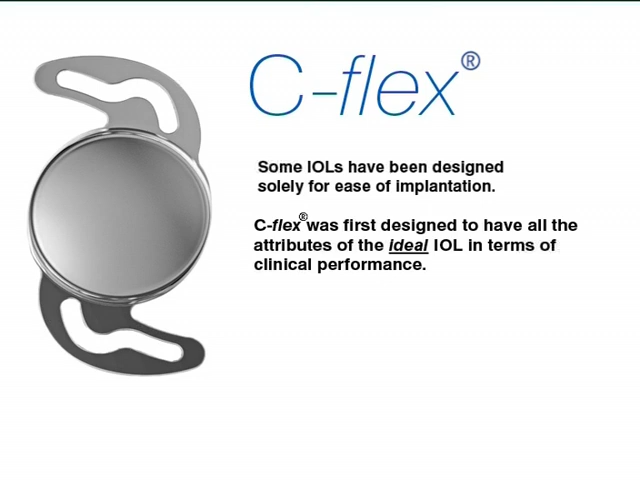 C-flex®
Some IOLs have been designed
solely for ease of implantation.
C-flex® was first designed to have all the
attributes of the ideal IOL in terms of
clinical performance.